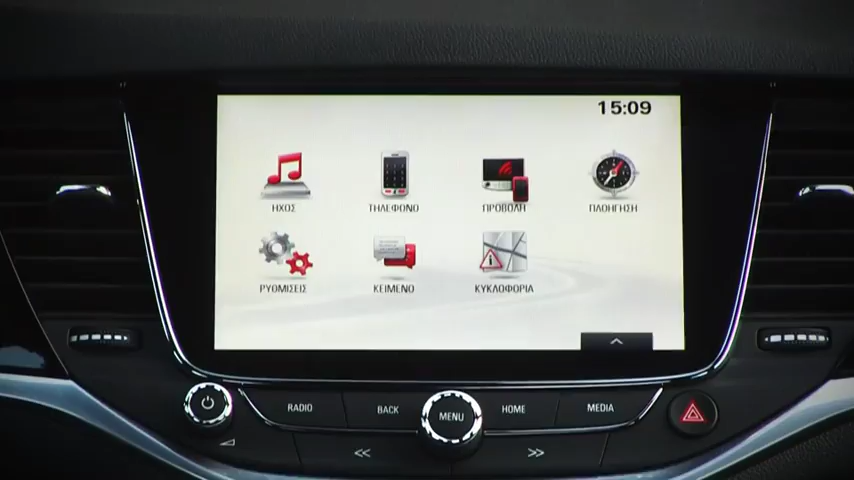 15:09
ΗΧΟΣ
ΤΗΛΕΦΩΝΟ
ΠΡΟΒΟΛΗ
ΠΛΟΗΓΗΣΗ
ΡΥΘΜΙΣΕΙΣ
ΚΕΙΜΕΝΟ
ΚΥΚΛΟΦΟΡΙΑ
RADIO
BACK
MENU
HOME
MEDIA